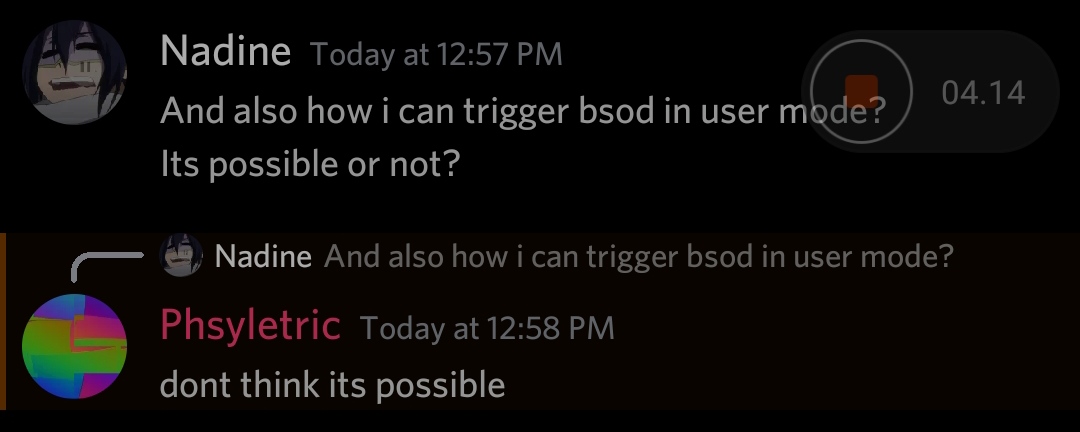 Nadine Today at 12:57 PM
04.14
And also how i can trigger bsod in user mode?
Its possible or not?
Nadine And also how i can trigger bsod in user mode?
Phsyletric Today at 12:58 PM
dont think its possible